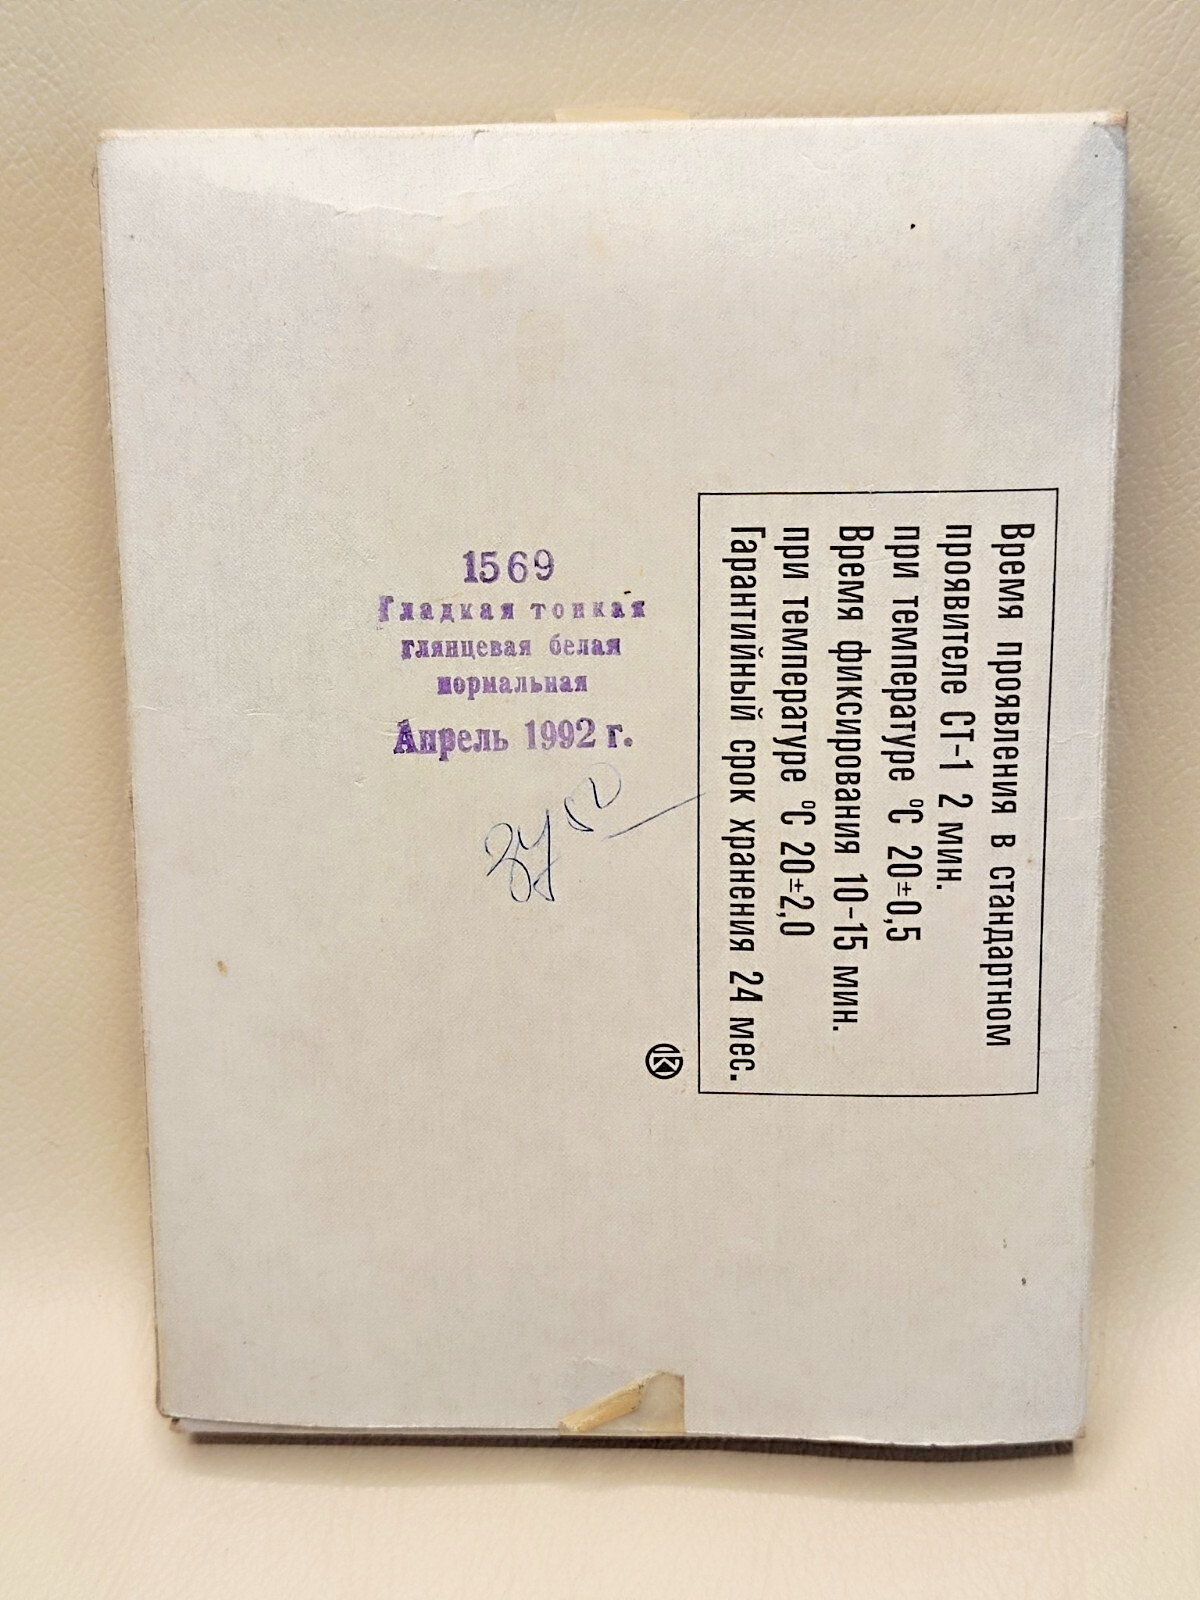 1569
Гладкая тонкая
глянцевая белая
нормальная
Апрель 1992 г.
Время проявления в стандартном
проявителе СТ-1 2 мин.
при температуре °С 20±0,5
Время фиксирования 10-15 мин.
при температуре °С 20±2,0
Гарантийный срок хранения 24 мес.